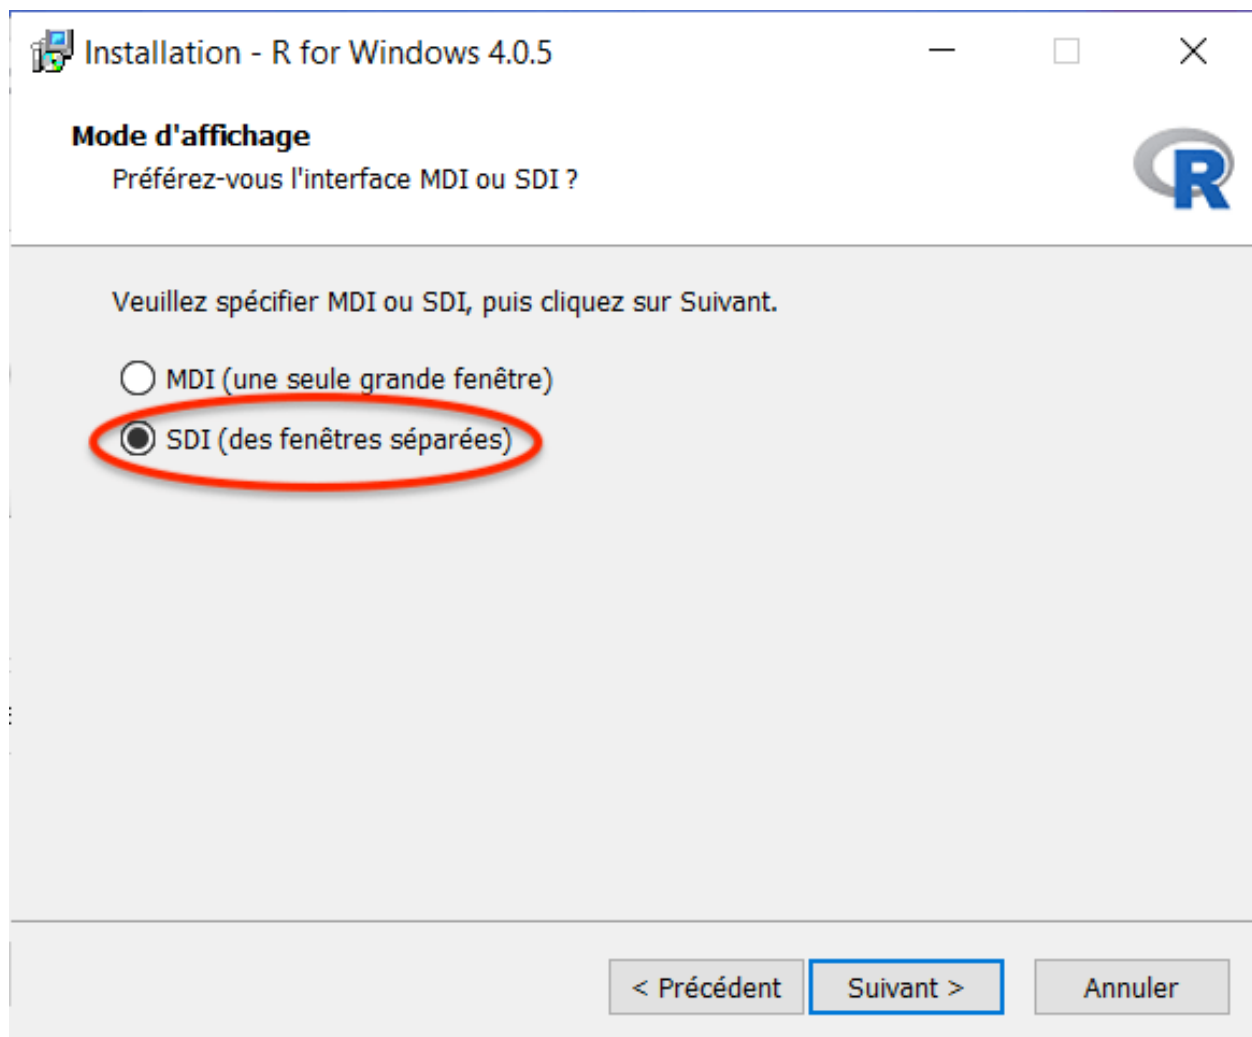 Installation - R for Windows 4.0.5
Mode d'affichage
Préférez-vous l'interface MDI ou SDI ?
R
Veuillez spécifier MDI ou SDI, puis cliquez sur Suivant.
MDI (une seule grande fenêtre)
SDI (des fenêtres séparées)
< Précédent
Suivant >
Annuler